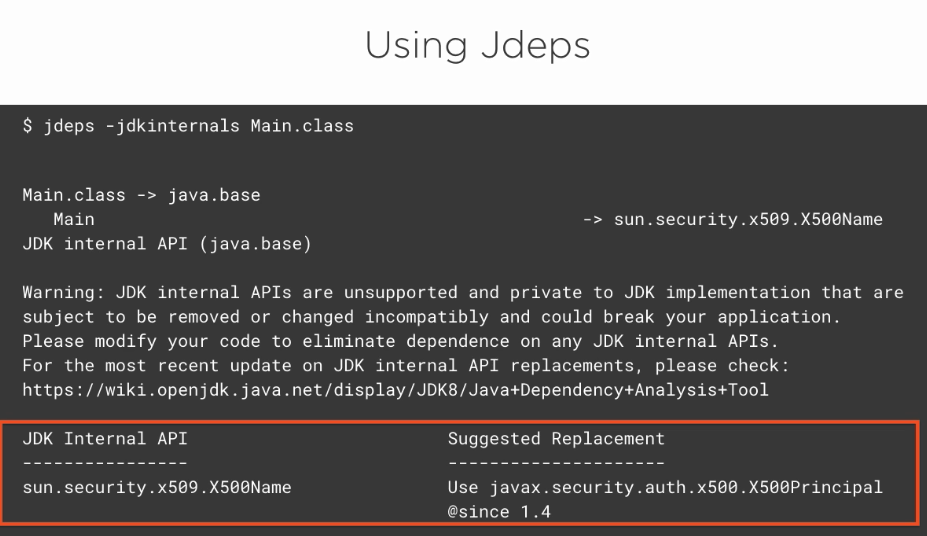 Using Jdeps
$ jdeps -jdkinternals Main.class
Main.class -> java.base
Main -> sun.security.x509.X500Name
JDK internal API (java.base)
Warning: JDK internal APIs are unsupported and private to JDK implementation that are
subject to be removed or changed incompatibly and could break your application.
Please modify your code to eliminate dependence on any JDK internal APIs.
For the most recent update on JDK internal API replacements, please check:
https://wiki.openjdk.java.net/display/JDK8/Java+Dependency+Analysis+Tool
JDK Internal API Suggested Replacement
---------------- ---------------------
sun.security.x509.X500Name Use javax.security.auth.x500.X500Principal
@since 1.4